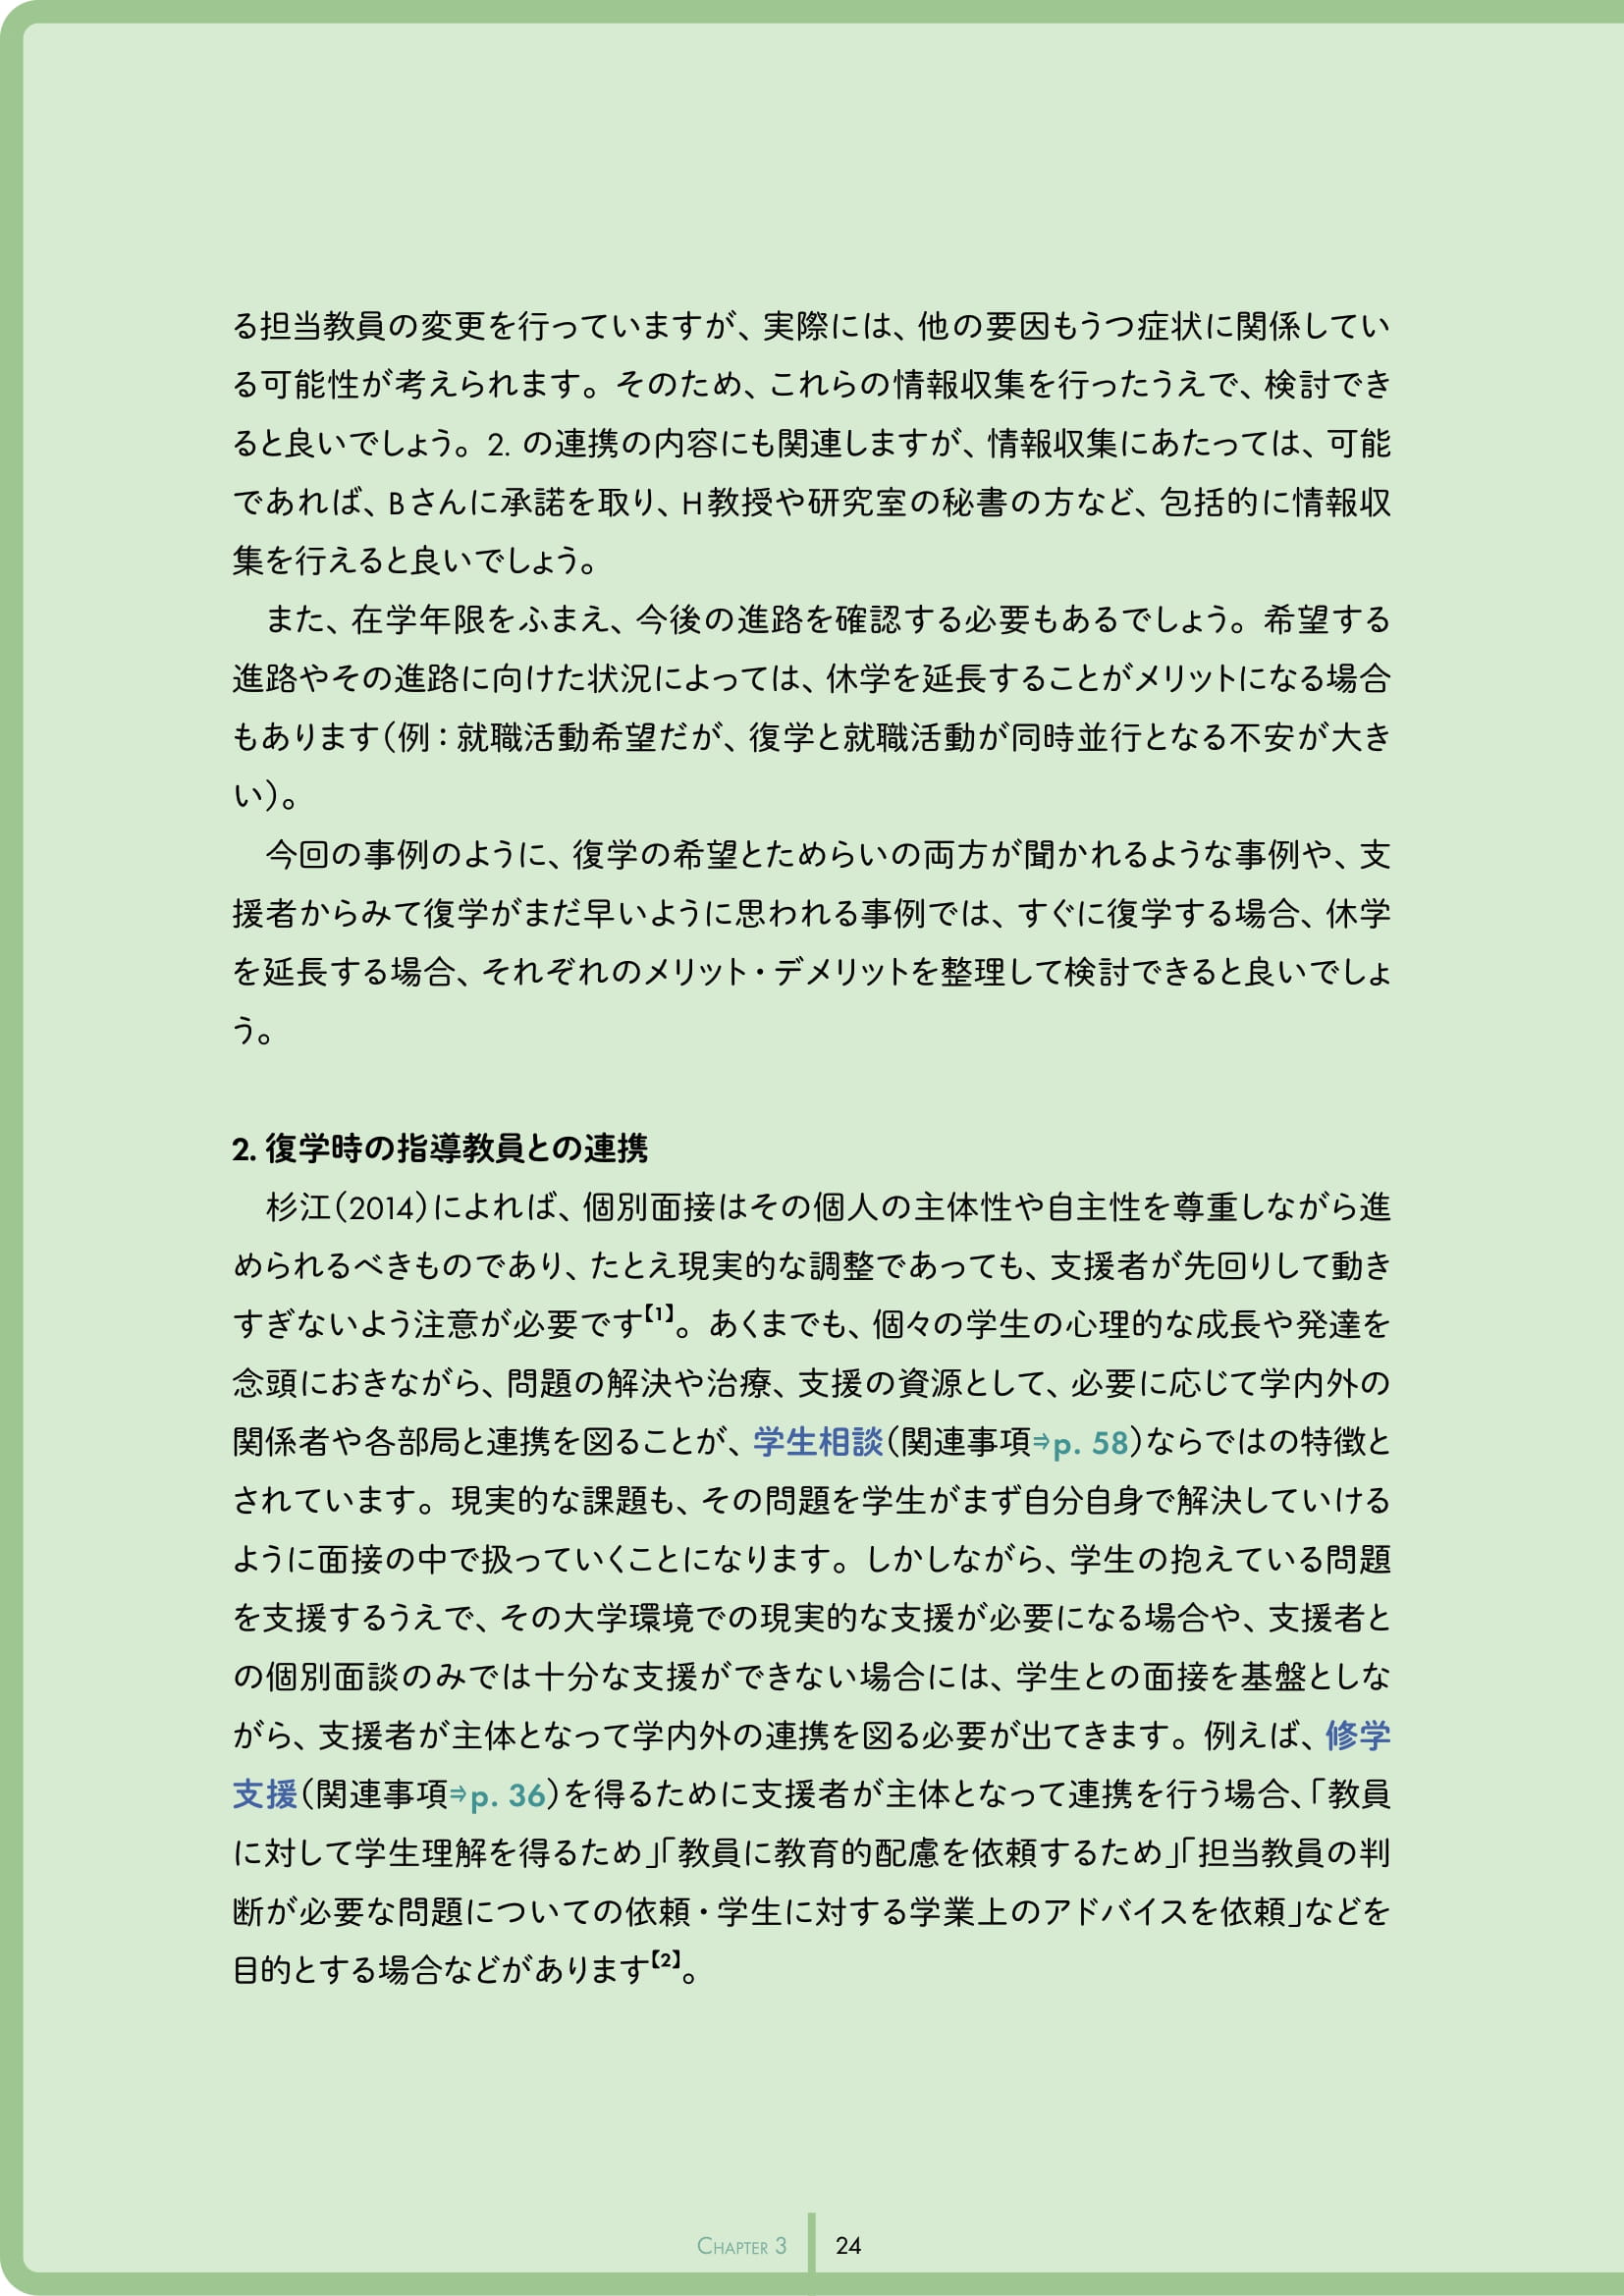 る担当教員の変更を行っていますが、実際には、他の要因もうつ症状に関係してい
る可能性が考えられます。そのため、これらの情報収集を行ったうえで、検討でき
ると良いでしょう。2. の連携の内容にも関連しますが、情報収集にあたっては、可能
であれば、Bさんに承諾を取り、H教授や研究室の秘書の方など、包括的に情報収
集を行えると良いでしょう。
　また、在学年限をふまえ、今後の進路を確認する必要もあるでしょう。希望する
進路やその進路に向けた状況によっては、休学を延長することがメリットになる場合
もあります（例：就職活動希望だが、復学と就職活動が同時並行となる不安が大き
い）。
　今回の事例のように、復学の希望とためらいの両方が聞かれるような事例や、支
援者からみて復学がまだ早いように思われる事例では、すぐに復学する場合、休学
を延長する場合、それぞれのメリット・デメリットを整理して検討できると良いでしょ
う。
2. 復学時の指導教員との連携
　杉江（2014）によれば、個別面接はその個人の主体性や自主性を尊重しながら進
められるべきものであり、たとえ現実的な調整であっても、支援者が先回りして動き
すぎないよう注意が必要です【1】。あくまでも、個々の学生の心理的な成長や発達を
念頭におきながら、問題の解決や治療、支援の資源として、必要に応じて学内外の
関係者や各部局と連携を図ることが、学生相談（関連事項⇒p. 58）ならではの特徴と
されています。現実的な課題も、その問題を学生がまず自分自身で解決していける
ように面接の中で扱っていくことになります。しかしながら、学生の抱えている問題
を支援するうえで、その大学環境での現実的な支援が必要になる場合や、支援者と
の個別面談のみでは十分な支援ができない場合には、学生との面接を基盤としな
がら、支援者が主体となって学内外の連携を図る必要が出てきます。例えば、修学
支援（関連事項⇒p. 36）を得るために支援者が主体となって連携を行う場合、「教員
に対して学生理解を得るため」「教員に教育的配慮を依頼するため」「担当教員の判
断が必要な問題についての依頼・学生に対する学業上のアドバイスを依頼」などを
目的とする場合などがあります【2】。
Chapter 3　24